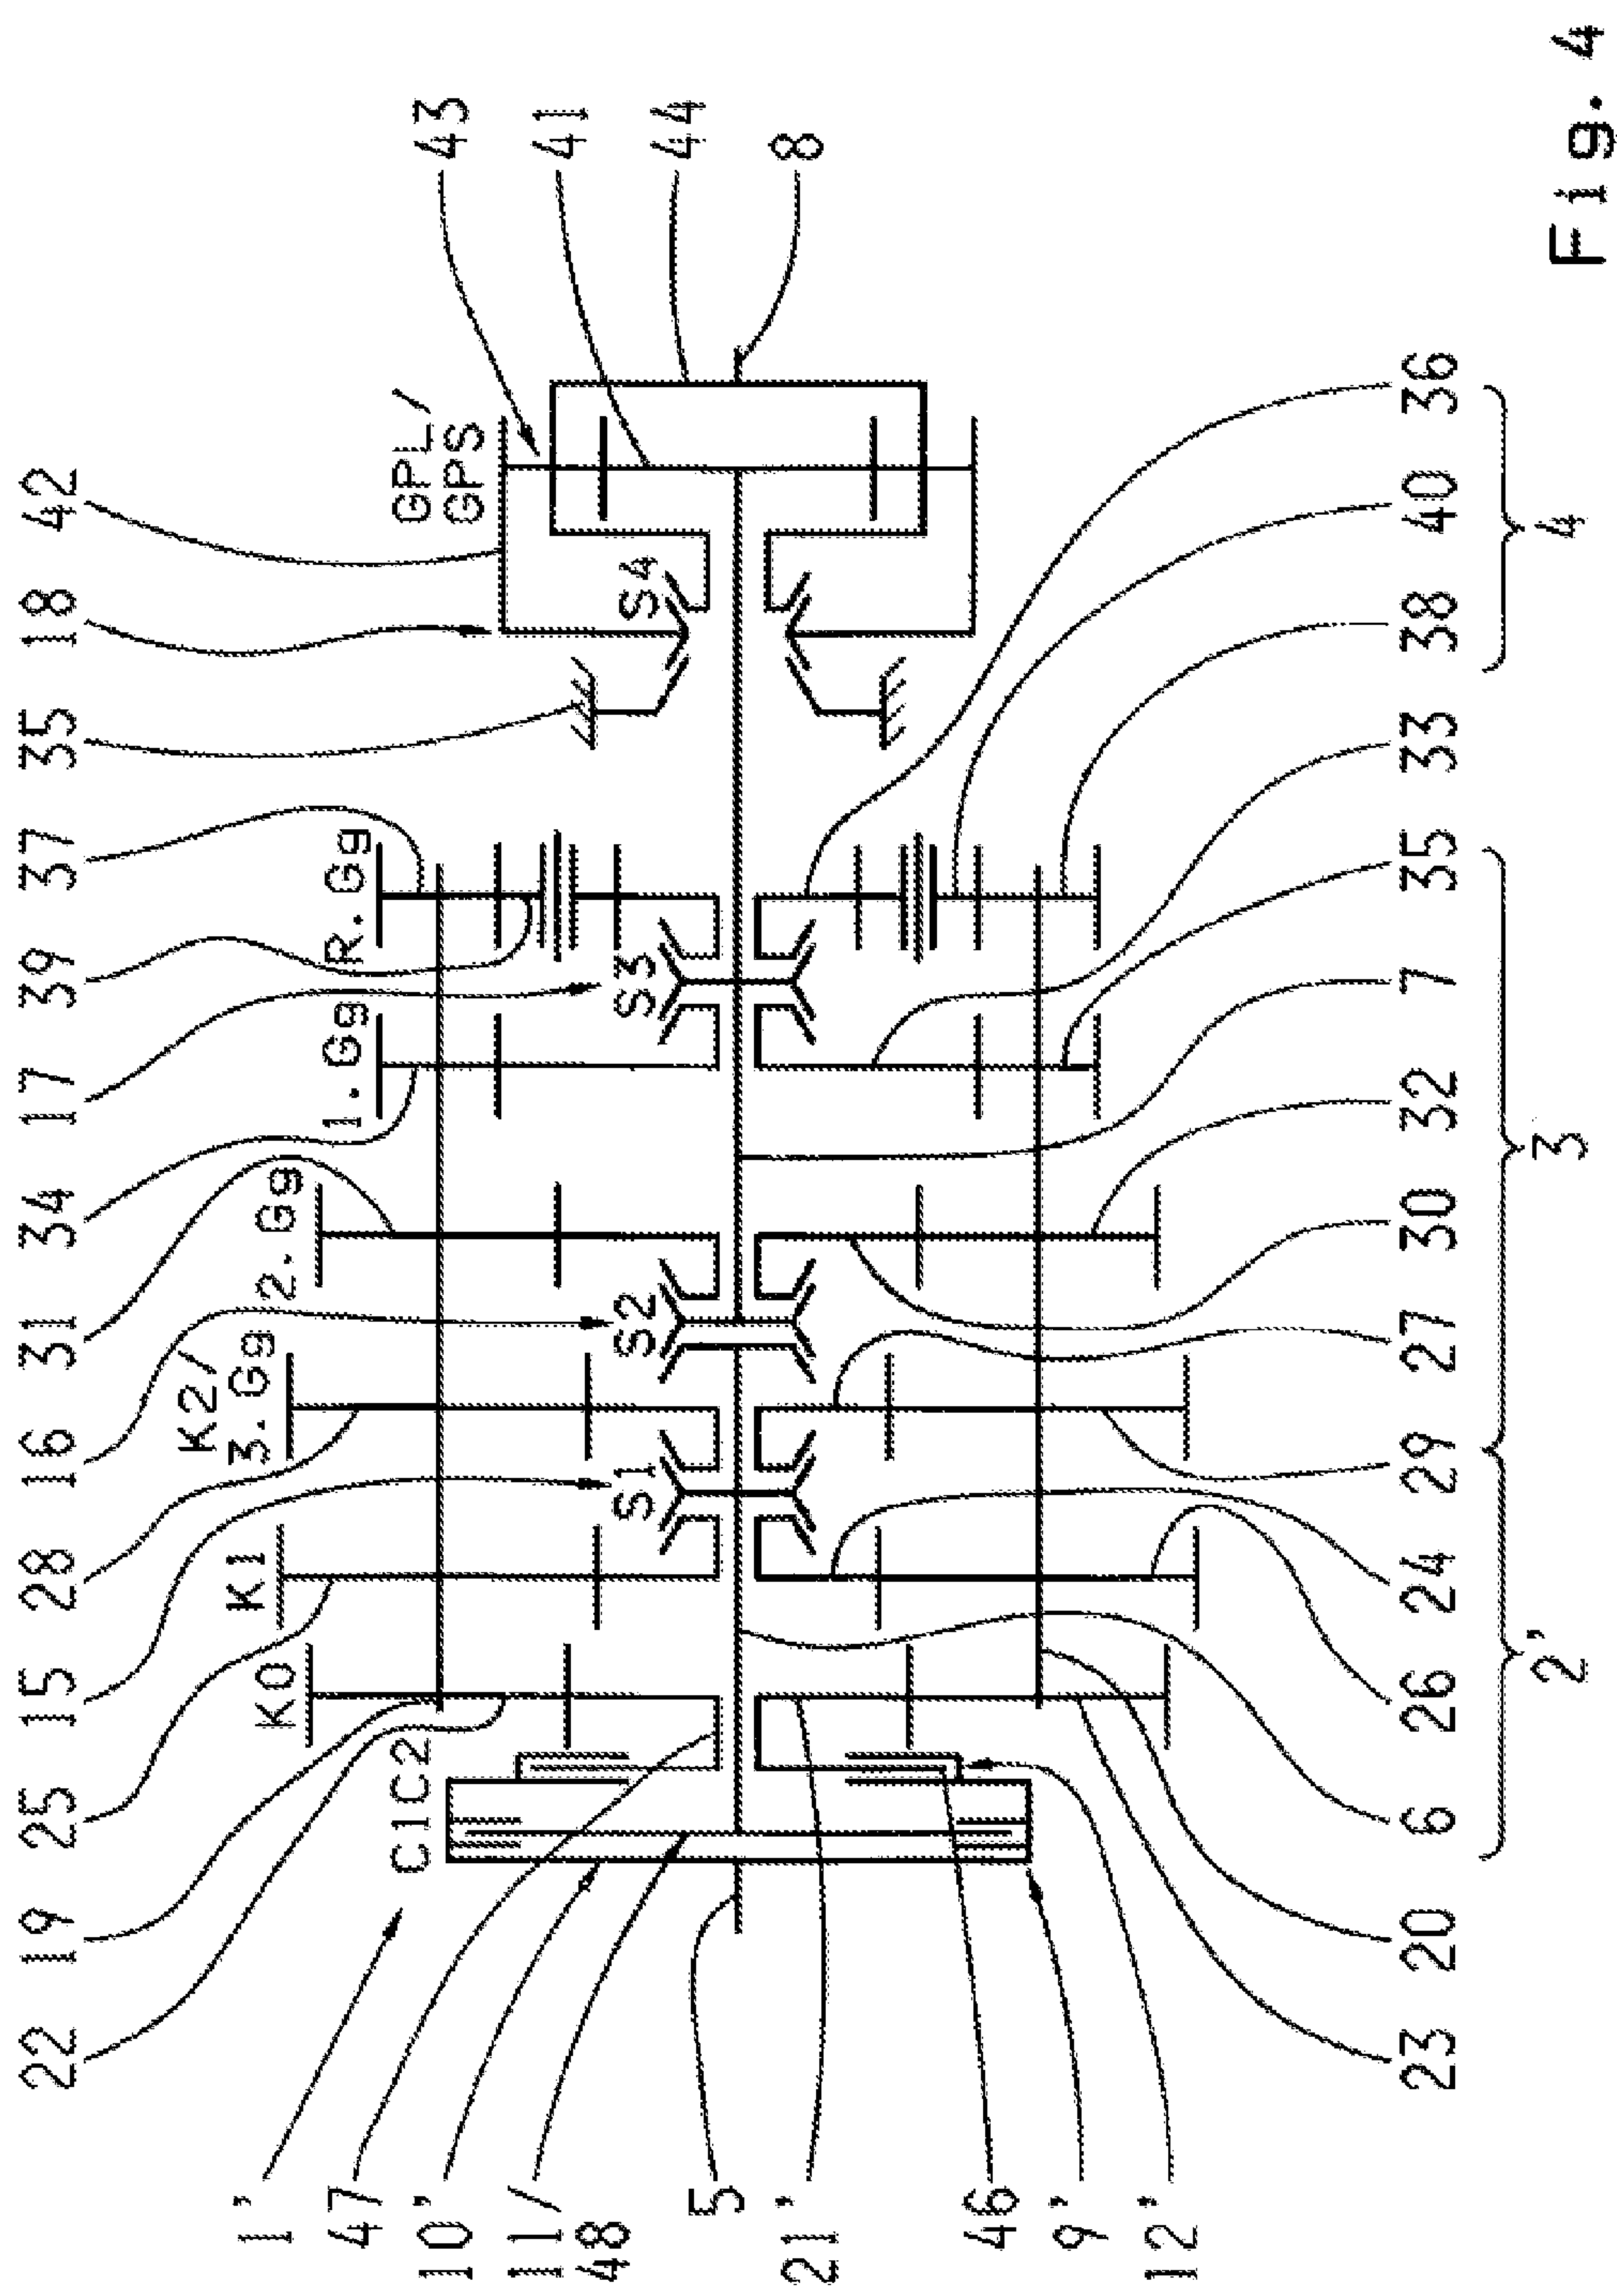 22 19 25 15 28 16 31 34 17 39 37 35 18 42
K0
K1
K2/
3.Gg
2.Gg
1.Gg
R.Gg
GPL/
GPS
C1C2
S1
S2
S3
S4
1'
47
10'
11/
48
5
21'
46
9'
12'
43
41
44
8
23 20 6 26 24 29 27 30 32 7 35 33 38 40 36
2' 3 4
Fig. 4